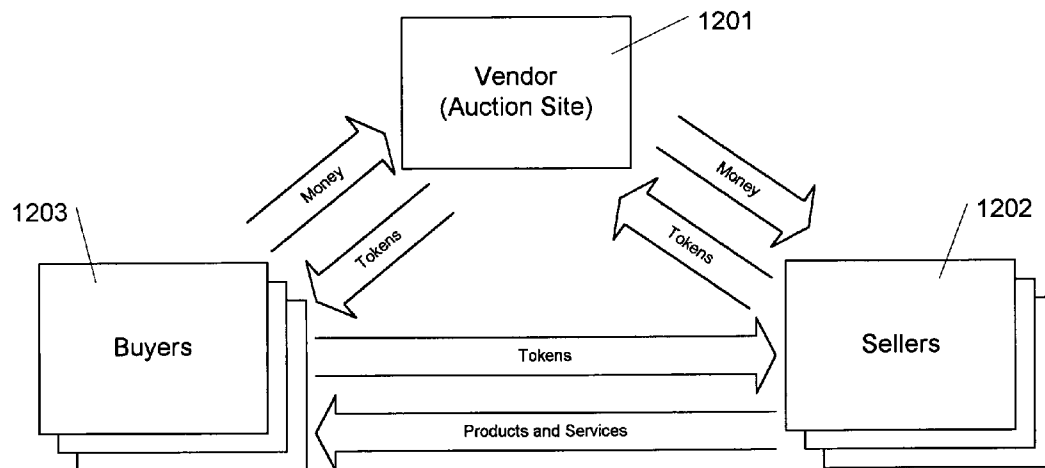 1201
Vendor
(Auction Site)
Money
Money
1203
1202
Tokens
Tokens
Buyers
Sellers
Tokens
Products and Services